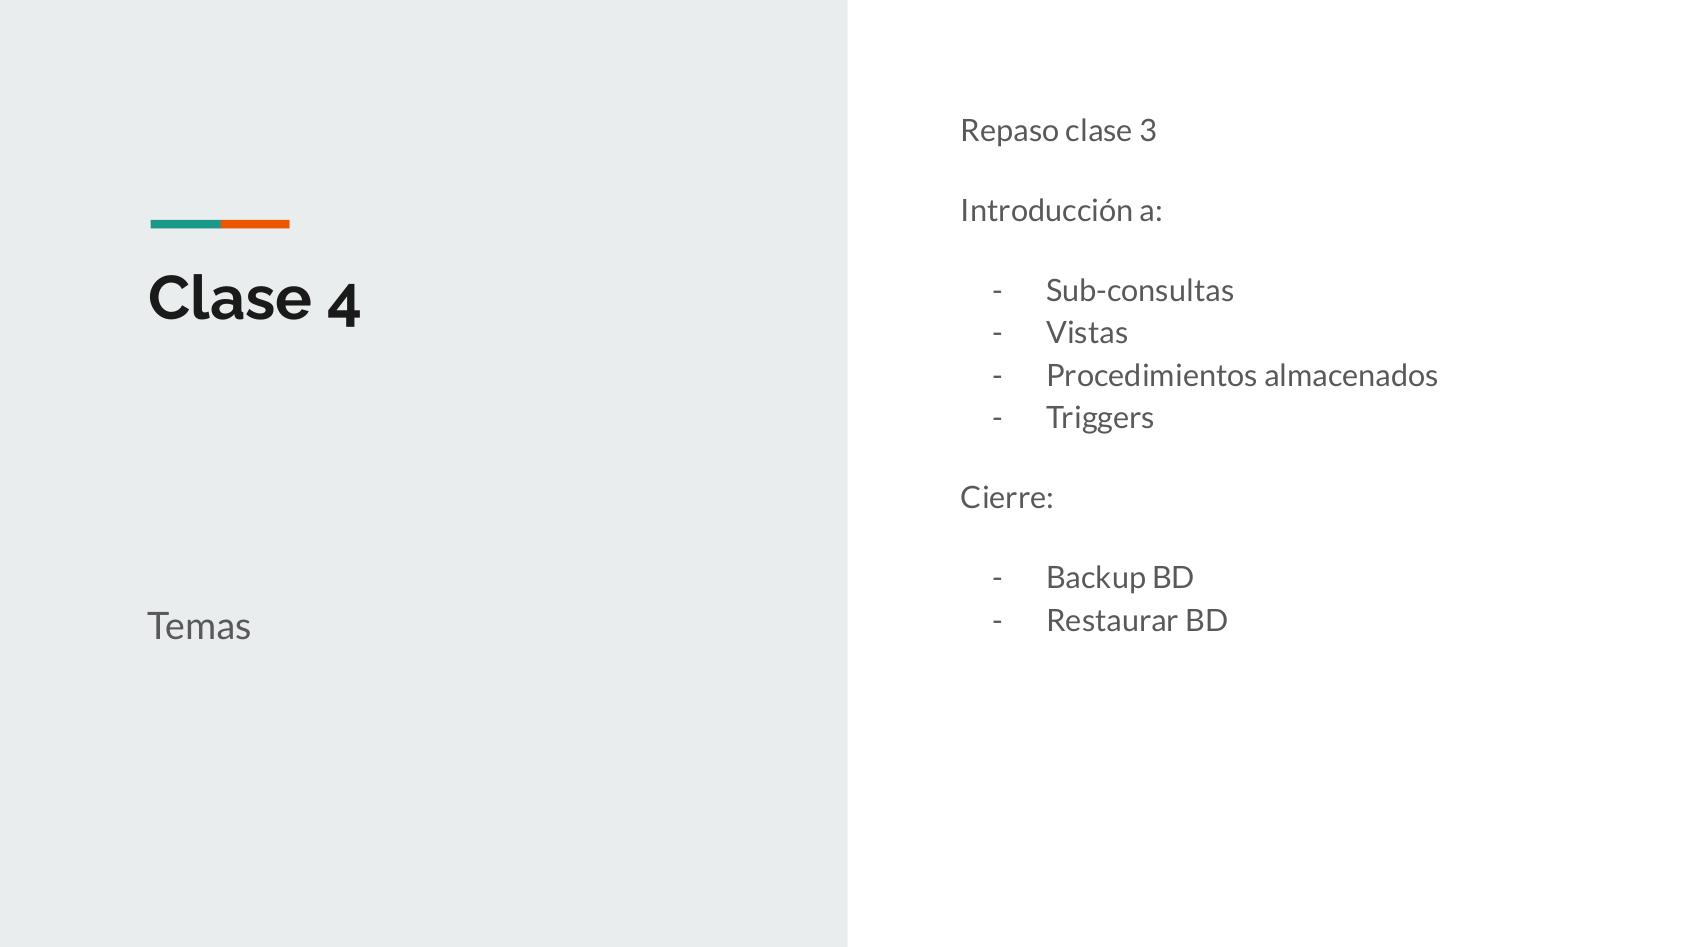 Clase 4
Temas
Repaso clase 3
Introducción a:
- Sub-consultas
- Vistas
- Procedimientos almacenados
- Triggers
Cierre:
- Backup BD
- Restaurar BD